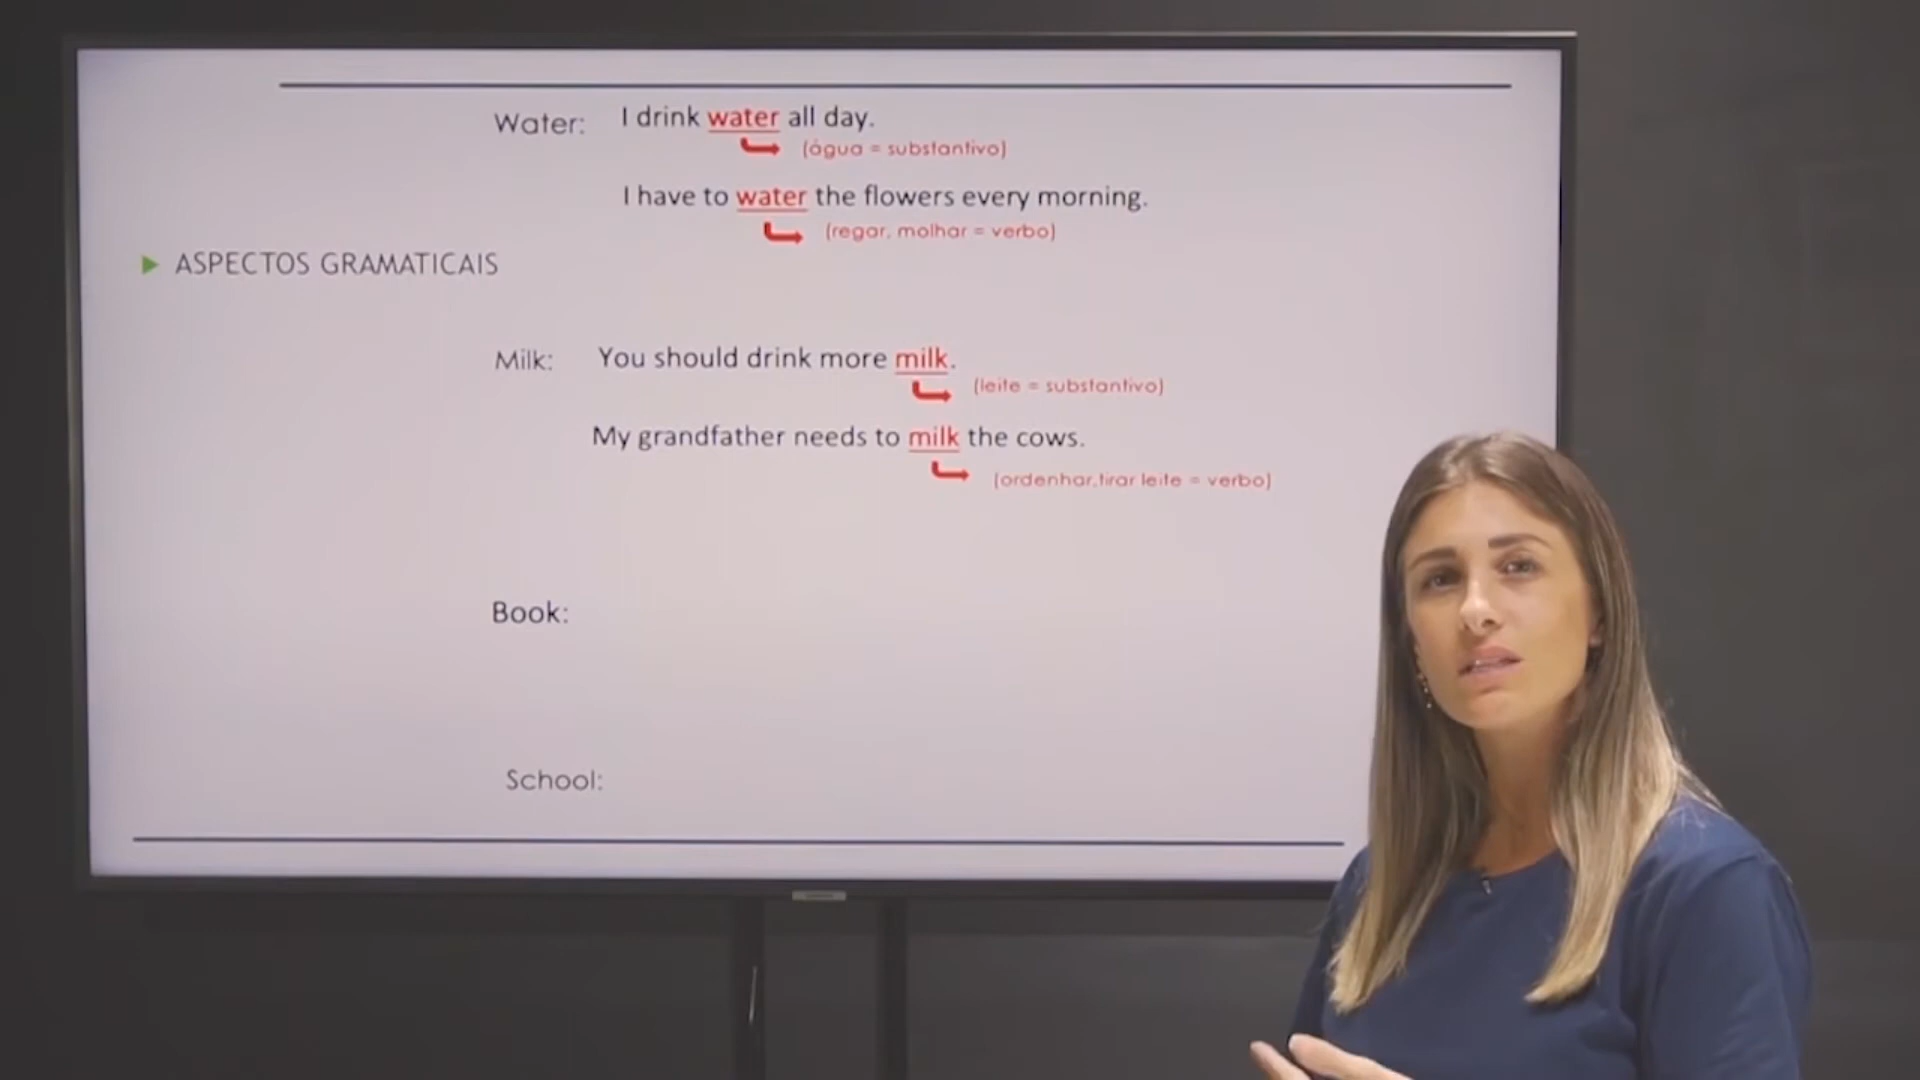 Water: I drink water all day.
(água = substantivo)
I have to water the flowers every morning.
(regar, molhar = verbo)
ASPECTOS GRAMATICAIS
Milk: You should drink more milk.
(leite = substantivo)
My grandfather needs to milk the cows.
(ordenhar,tirar leite = verbo)
Book:
School: